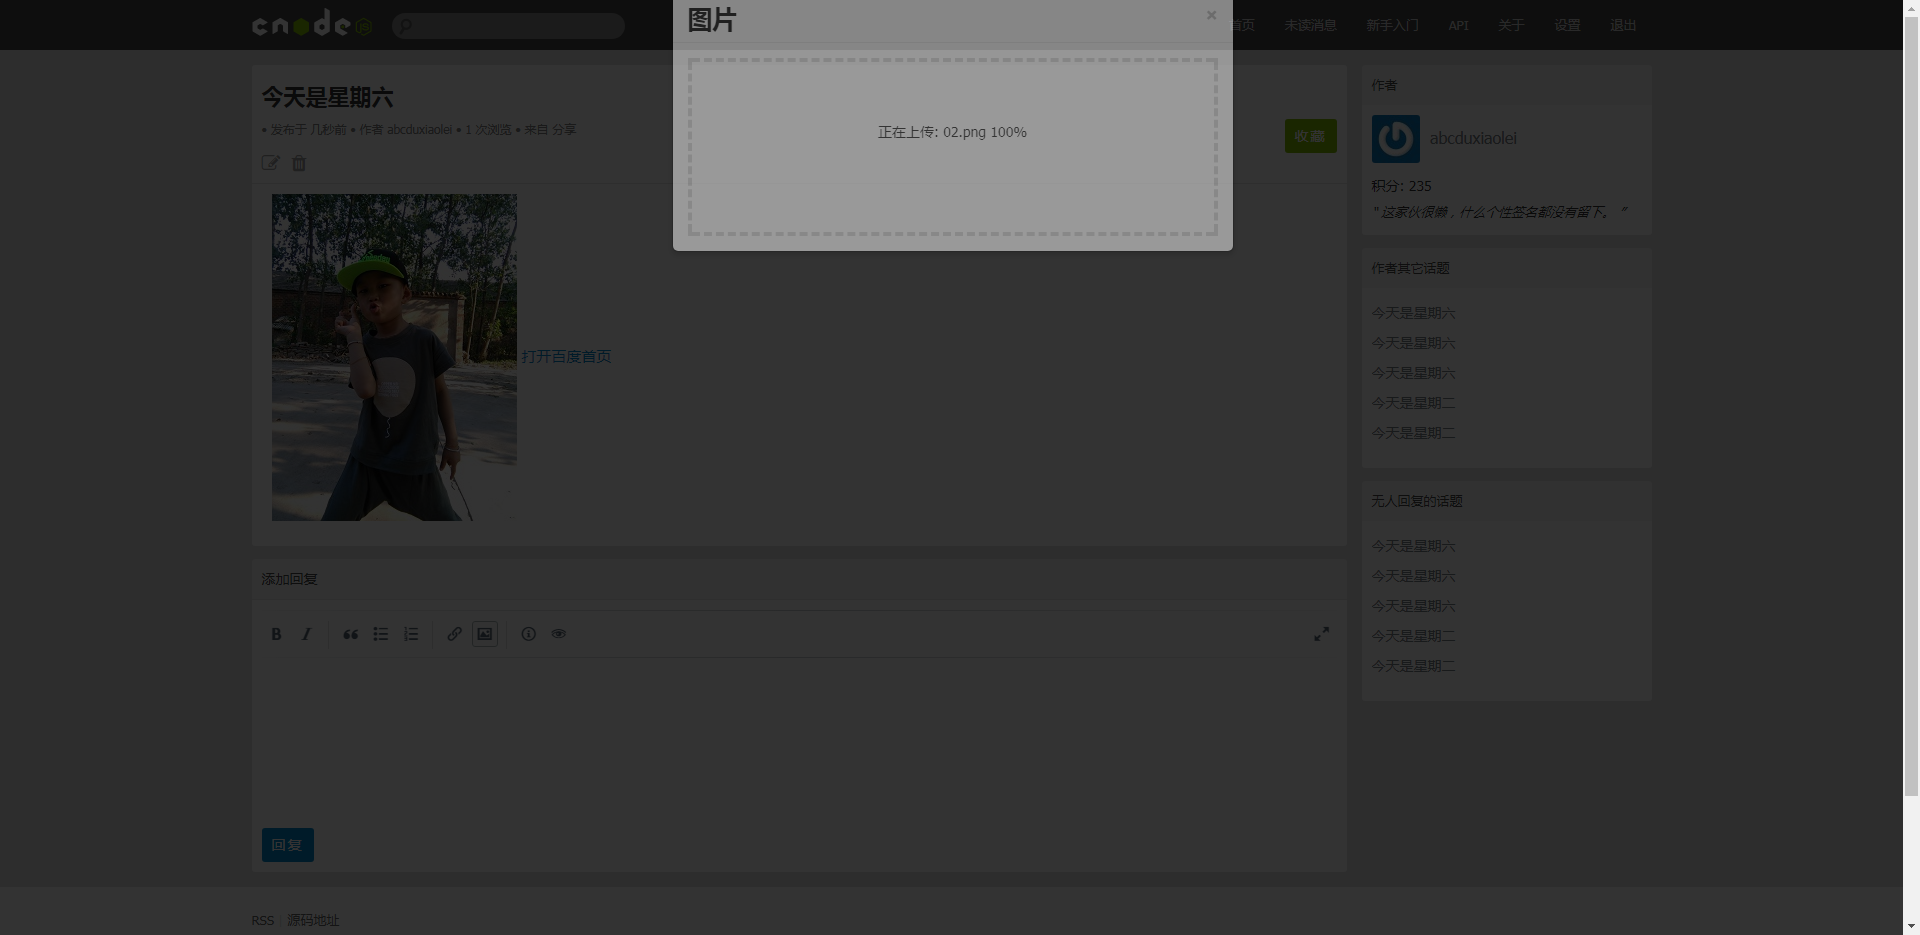 cnode JS
首页 未读消息 新手入门 API 关于 设置 退出
图片 ×
正在上传: 02.png 100%
今天是星期六
• 发布于 几秒前 • 作者 abcduxiaolei • 1 次浏览 • 来自 分享
收藏
打开百度首页
添加回复
B I
回复
作者
abcduxiaolei
积分: 235
" 这家伙很懒，什么个性签名都没有留下。 "
作者其它话题
今天是星期六
今天是星期六
今天是星期六
今天是星期二
今天是星期二
无人回复的话题
今天是星期六
今天是星期六
今天是星期六
今天是星期二
今天是星期二
RSS | 源码地址